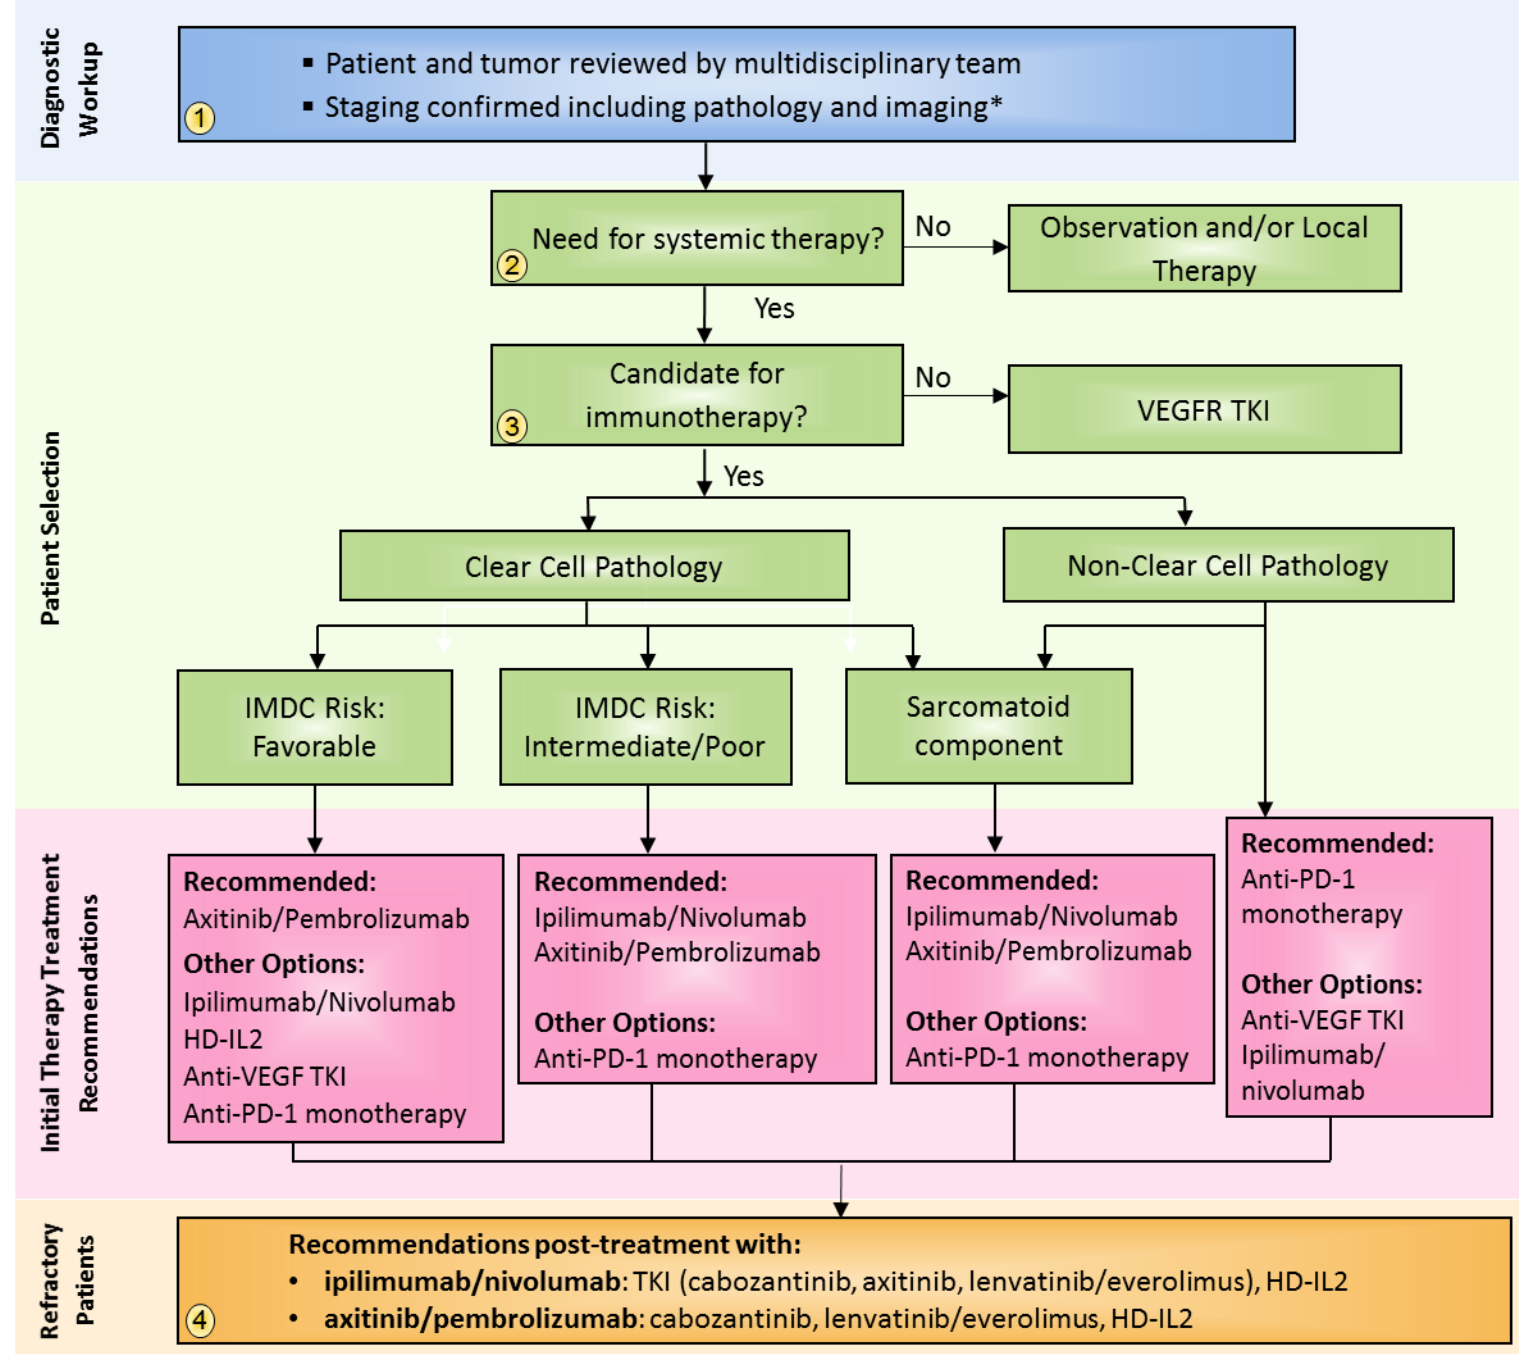 Diagnostic
Workup
▪ Patient and tumor reviewed by multidisciplinary team
▪ Staging confirmed including pathology and imaging*
1
Patient Selection
Need for systemic therapy?
2
No
Observation and/or Local
Therapy
Yes
Candidate for
immunotherapy?
3
No
VEGFR TKI
Yes
Clear Cell Pathology
Non-Clear Cell Pathology
IMDC Risk:
Favorable
IMDC Risk:
Intermediate/Poor
Sarcomatoid
component
Initial Therapy Treatment
Recommendations
Recommended:
Axitinib/Pembrolizumab
Other Options:
Ipilimumab/Nivolumab
HD-IL2
Anti-VEGF TKI
Anti-PD-1 monotherapy
Recommended:
Ipilimumab/Nivolumab
Axitinib/Pembrolizumab
Other Options:
Anti-PD-1 monotherapy
Recommended:
Ipilimumab/Nivolumab
Axitinib/Pembrolizumab
Other Options:
Anti-PD-1 monotherapy
Recommended:
Anti-PD-1
monotherapy
Other Options:
Anti-VEGF TKI
Ipilimumab/
nivolumab
Refractory
Patients
Recommendations post-treatment with:
• ipilimumab/nivolumab: TKI (cabozantinib, axitinib, lenvatinib/everolimus), HD-IL2
• axitinib/pembrolizumab: cabozantinib, lenvatinib/everolimus, HD-IL2
4